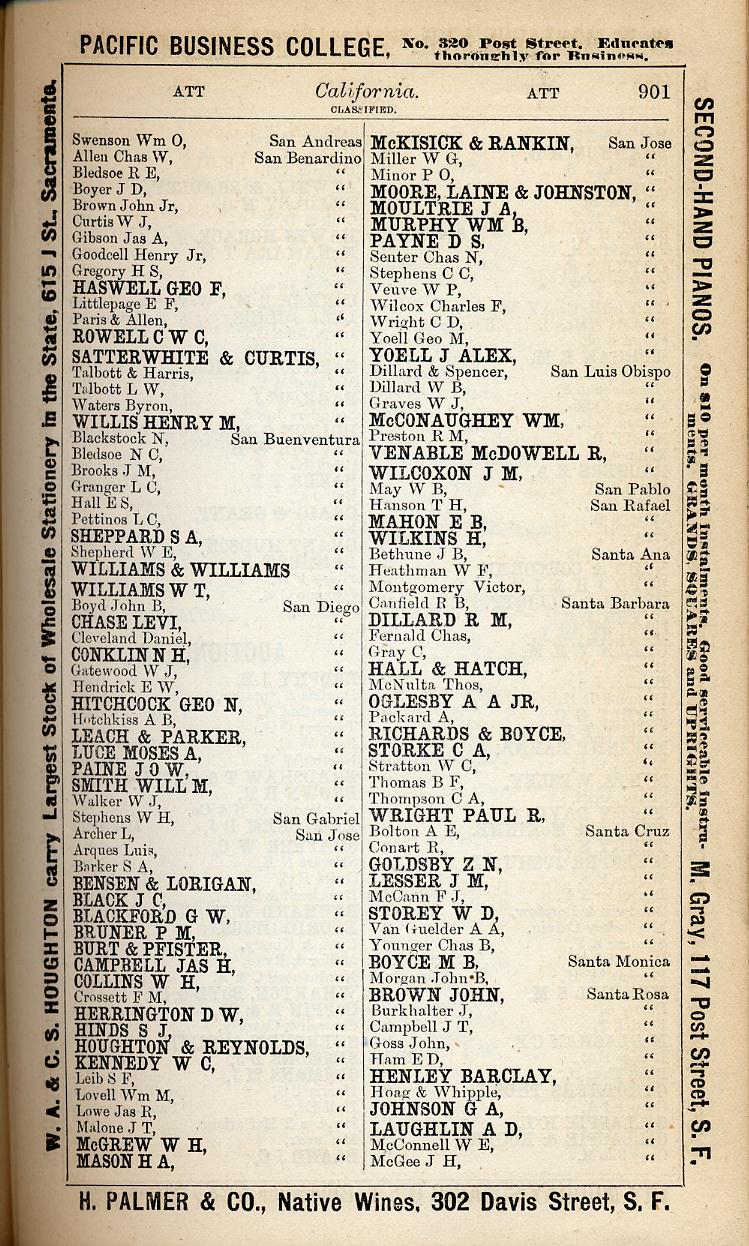 PACIFIC BUSINESS COLLEGE, No. 320 Post Street. Educates
thoroughly for Business.
ATT California. ATT 901
CLASSIFIED.
Swenson Wm O, San Andreas
Allen Chas W, San Benardino
Bledsoe R E, “
Boyer J D, “
Brown John Jr, “
Curtis W J, “
Gibson Jas A, “
Goodcell Henry Jr, “
Gregory H S, “
HASWELL GEO F, “
Littlepage E F, “
Paris & Allen, “
ROWELL C W C, “
SATTERWHITE & CURTIS, “
Talbott & Harris, “
Talbott L W, “
Waters Byron, “
WILLIS HENRY M, “
Blackstock N, San Buenventura
Bledsoe N C, “
Brooks J M, “
Granger L C, “
Hall E S, “
Pettinos L C, “
SHEPPARD S A, “
Shepherd W E, “
WILLIAMS & WILLIAMS “
WILLIAMS W T, “
Boyd John B, San Diego
CHASE LEVI, “
Cleveland Daniel, “
CONKLIN N H, “
Gatewood W J, “
Hendrick E W, “
HITCHCOCK GEO N, “
Hotchkiss A B, “
LEACH & PARKER, “
LUCE MOSES A, “
PAINE J O W, “
SMITH WILL M, “
Walker W J, “
Stephens W H, San Gabriel
Archer L, San Jose
Arques Luis, “
Barker S A, “
BENSEN & LORIGAN, “
BLACK J C, “
BLACKFORD G W, “
BRUNER P M, “
BURT & PFISTER, “
CAMPBELL JAS H, “
COLLINS W H, “
Crossett F M, “
HERRINGTON D W, “
HINDS S J, “
HOUGHTON & REYNOLDS, “
KENNEDY W C, “
Leib S F, “
Lovell Wm M, “
Lowe Jas R, “
Malone J T, “
McGREW W H, “
MASON H A, “
McKISICK & RANKIN, San Jose
Miller W G, “
Minor P O, “
MOORE, LAINE & JOHNSTON, “
MOULTRIE J A, “
MURPHY WM B, “
PAYNE D S, “
Senter Chas N, “
Stephens C C, “
Veuve W P, “
Wilcox Charles F, “
Wright C D, “
Yoell Geo M, “
YOELL J ALEX, “
Dillard & Spencer, San Luis Obispo
Dillard W B, “
Graves W J, “
McCONAUGHEY WM, “
Preston R M, “
VENABLE McDOWELL R, “
WILCOXON J M, “
May W B, San Pablo
Hanson T H, San Rafael
MAHON E B, “
WILKINS H, “
Bethune J B, Santa Ana
Heathman W F, “
Montgomery Victor, “
Canfield R B, Santa Barbara
DILLARD R M, “
Fernald Chas, “
Gray C, “
HALL & HATCH, “
McNulta Thos, “
OGLESBY A A JR, “
Packard A, “
RICHARDS & BOYCE, “
STORKE C A, “
Stratton W C, “
Thomas B F, “
Thompson C A, “
WRIGHT PAUL R, “
Bolton A E, Santa Cruz
Conart R, “
GOLDSBY Z N, “
LESSER J M, “
McCann F J, “
STOREY W D, “
Van Guelder A A, “
Younger Chas B, “
BOYCE M B, Santa Monica
Morgan John B, “
BROWN JOHN, Santa Rosa
Burkhalter J, “
Campbell J T, “
Goss John, “
Ham E D, “
HENLEY BARCLAY, “
Hoag & Whipple, “
JOHNSON G A, “
LAUGHLIN A D, “
McConnell W E, “
McGee J H, “
W. A. & C. S. HOUGHTON carry Largest Stock of Wholesale Stationery in the State, 615 J St., Sacramento.
SECOND-HAND PIANOS. On $10 per month instalments. Good serviceable instru-
ments. GRANDS, SQUARES and UPRIGHTS. M. Gray, 117 Post Street, S. F.
H. PALMER & CO., Native Wines, 302 Davis Street, S. F.